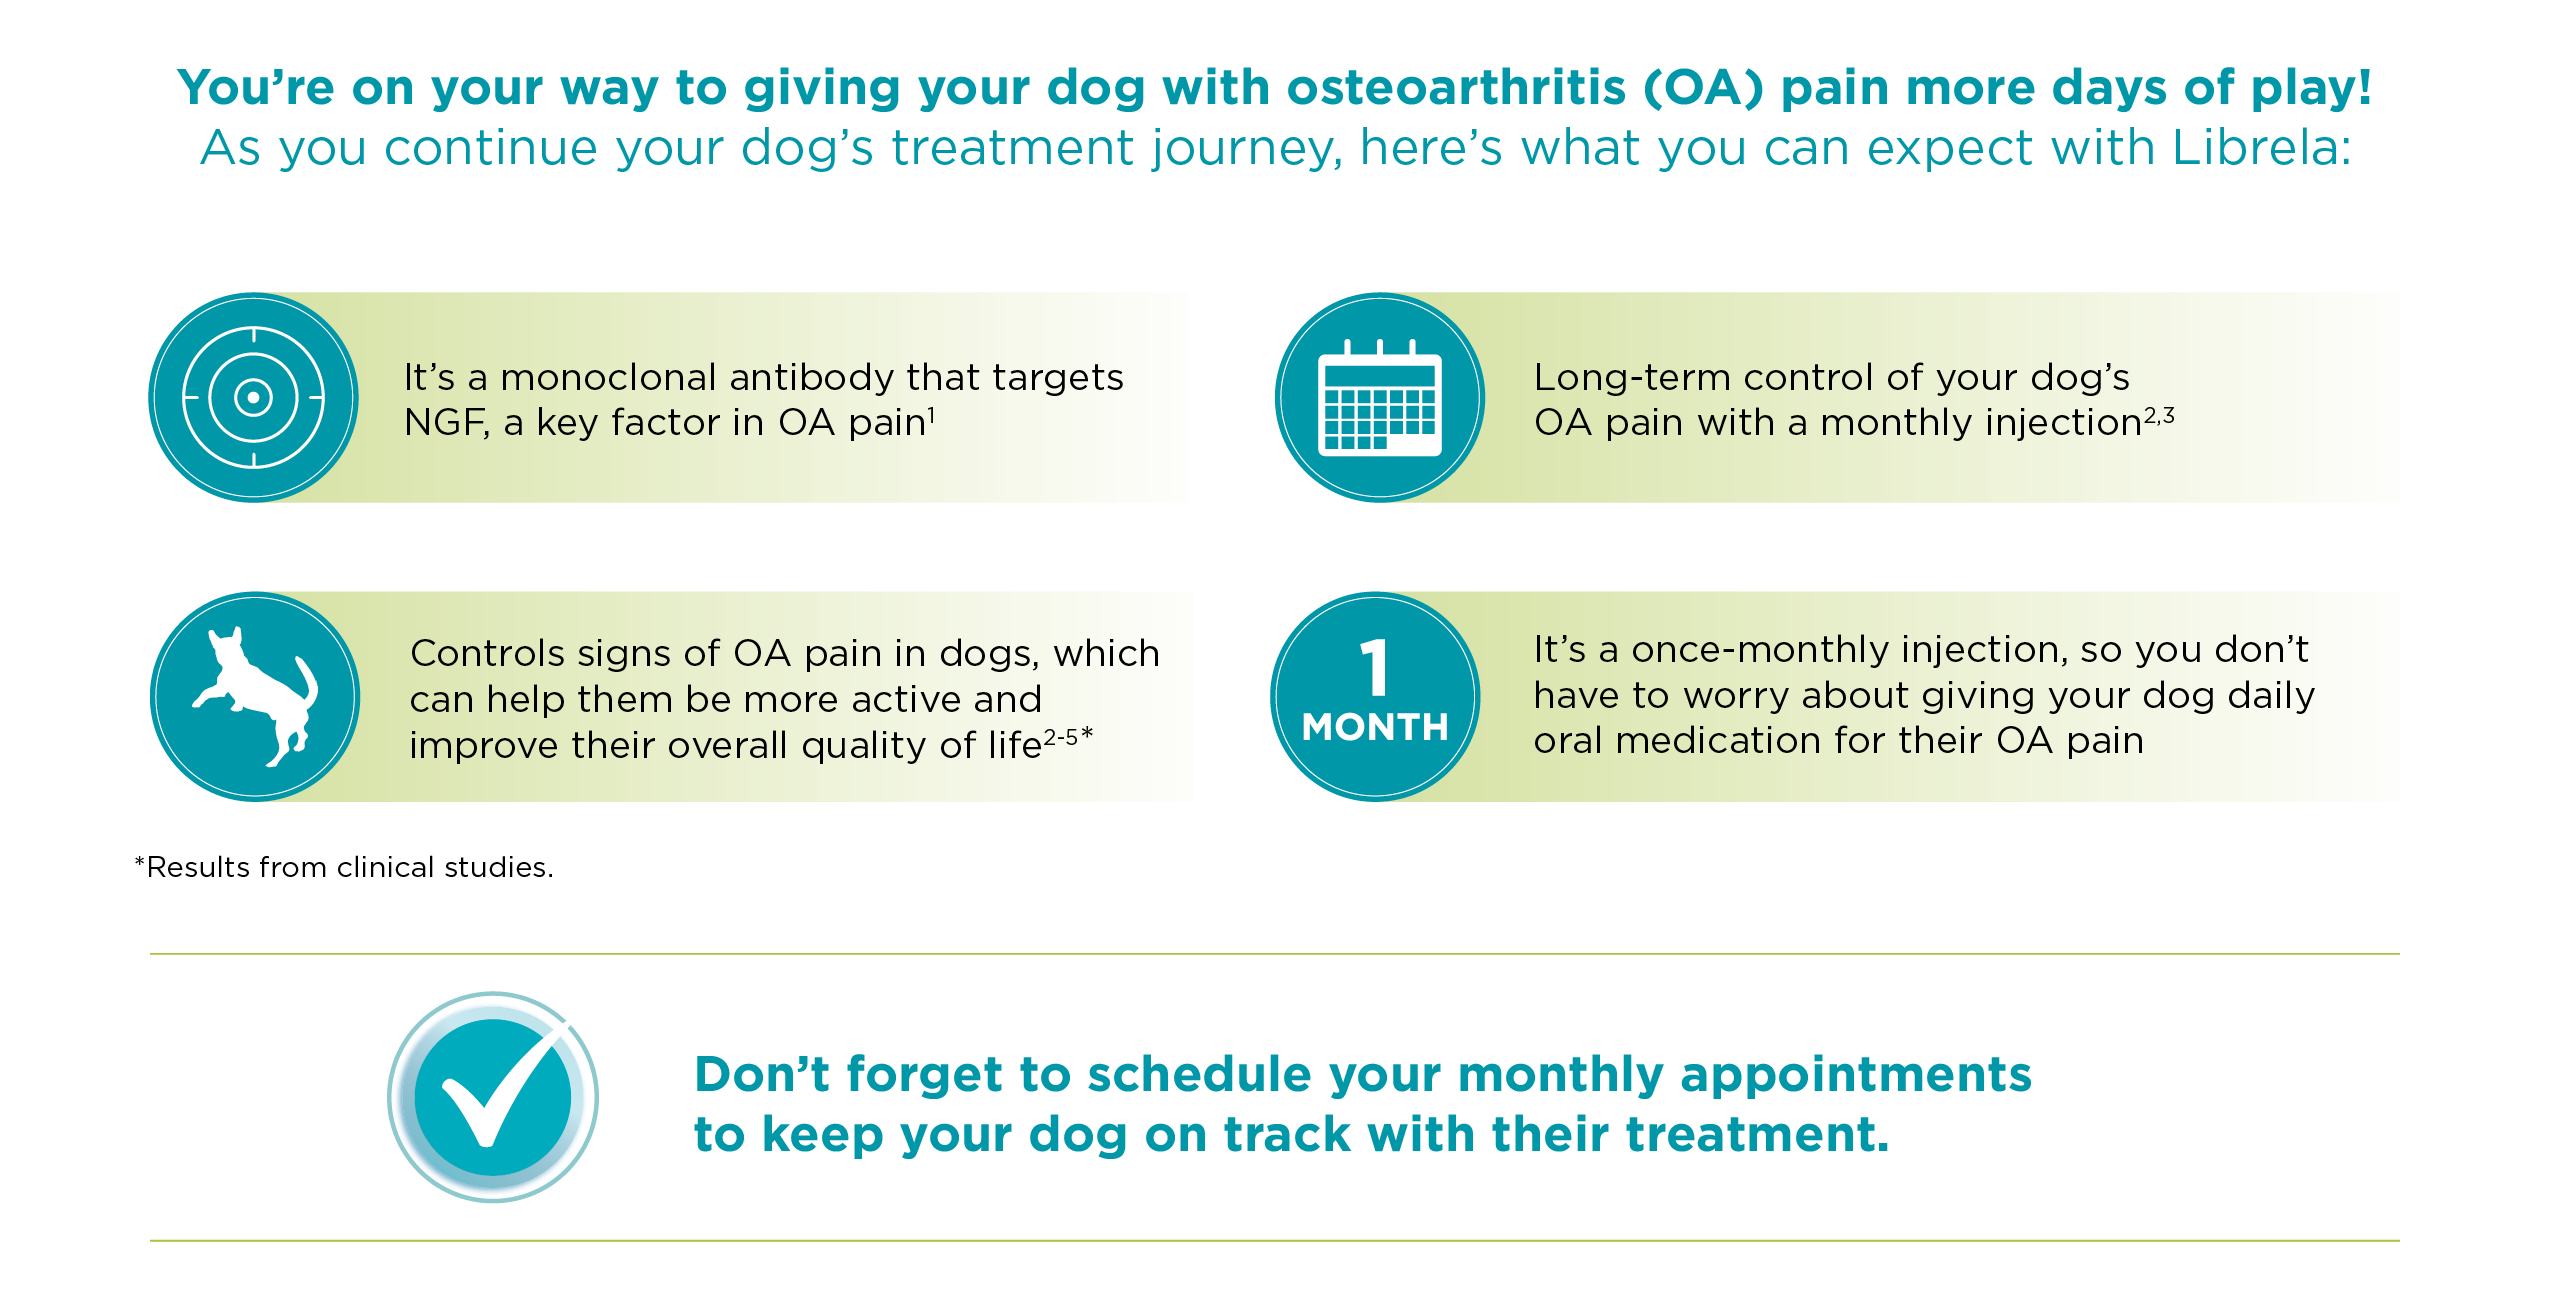 You’re on your way to giving your dog with osteoarthritis (OA) pain more days of play!
As you continue your dog’s treatment journey, here’s what you can expect with Librela:
It’s a monoclonal antibody that targets
NGF, a key factor in OA pain¹
Long-term control of your dog’s
OA pain with a monthly injection²,³
Controls signs of OA pain in dogs, which
can help them be more active and
improve their overall quality of life²-⁵*
1
MONTH
It’s a once-monthly injection, so you don’t
have to worry about giving your dog daily
oral medication for their OA pain
*Results from clinical studies.
Don’t forget to schedule your monthly appointments
to keep your dog on track with their treatment.